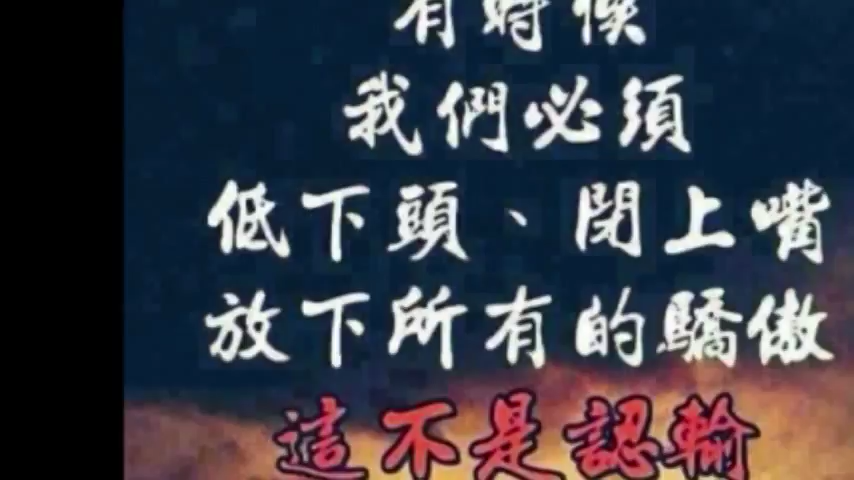 有時候
我們必須
低下頭、閉上嘴
放下所有的驕傲
這不是認輸